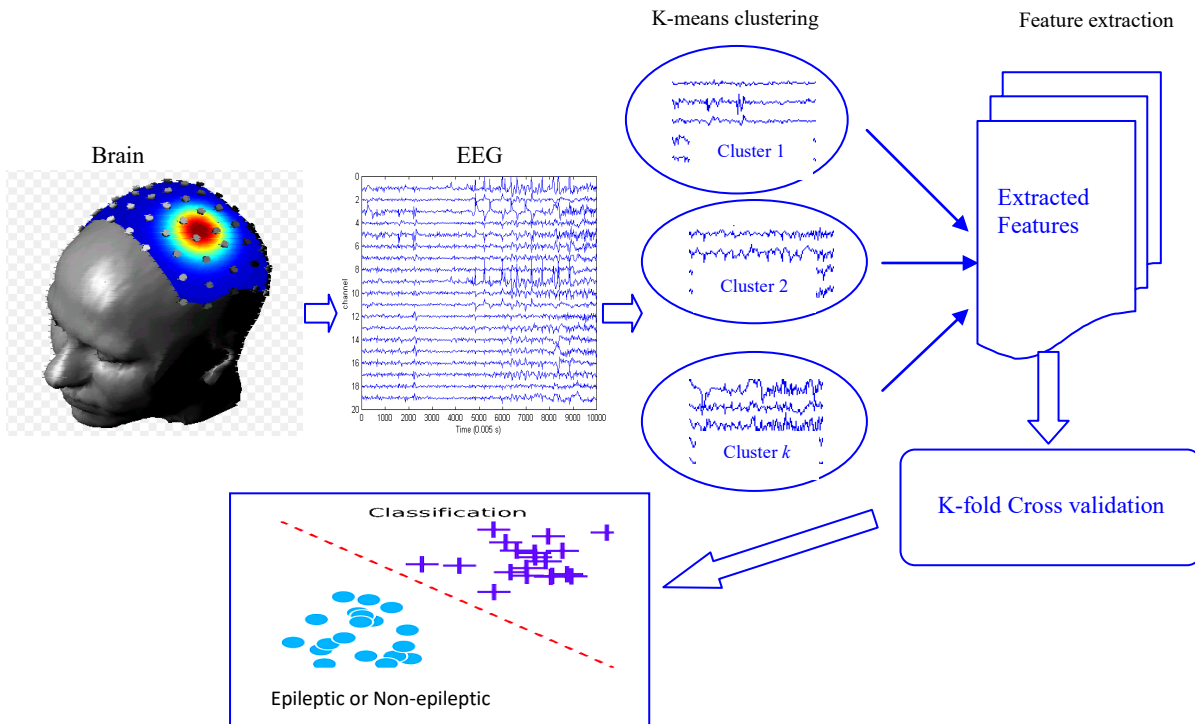 K-means clustering
Feature extraction
Brain
EEG
Cluster 1
Cluster 2
Cluster k
Extracted
Features
0
2
4
6
8
10
12
14
16
18
20
channel
0 1000 2000 3000 4000 5000 6000 7000 8000 9000 10000
Time (0.005 s)
K-fold Cross validation
Classification
Epileptic or Non-epileptic